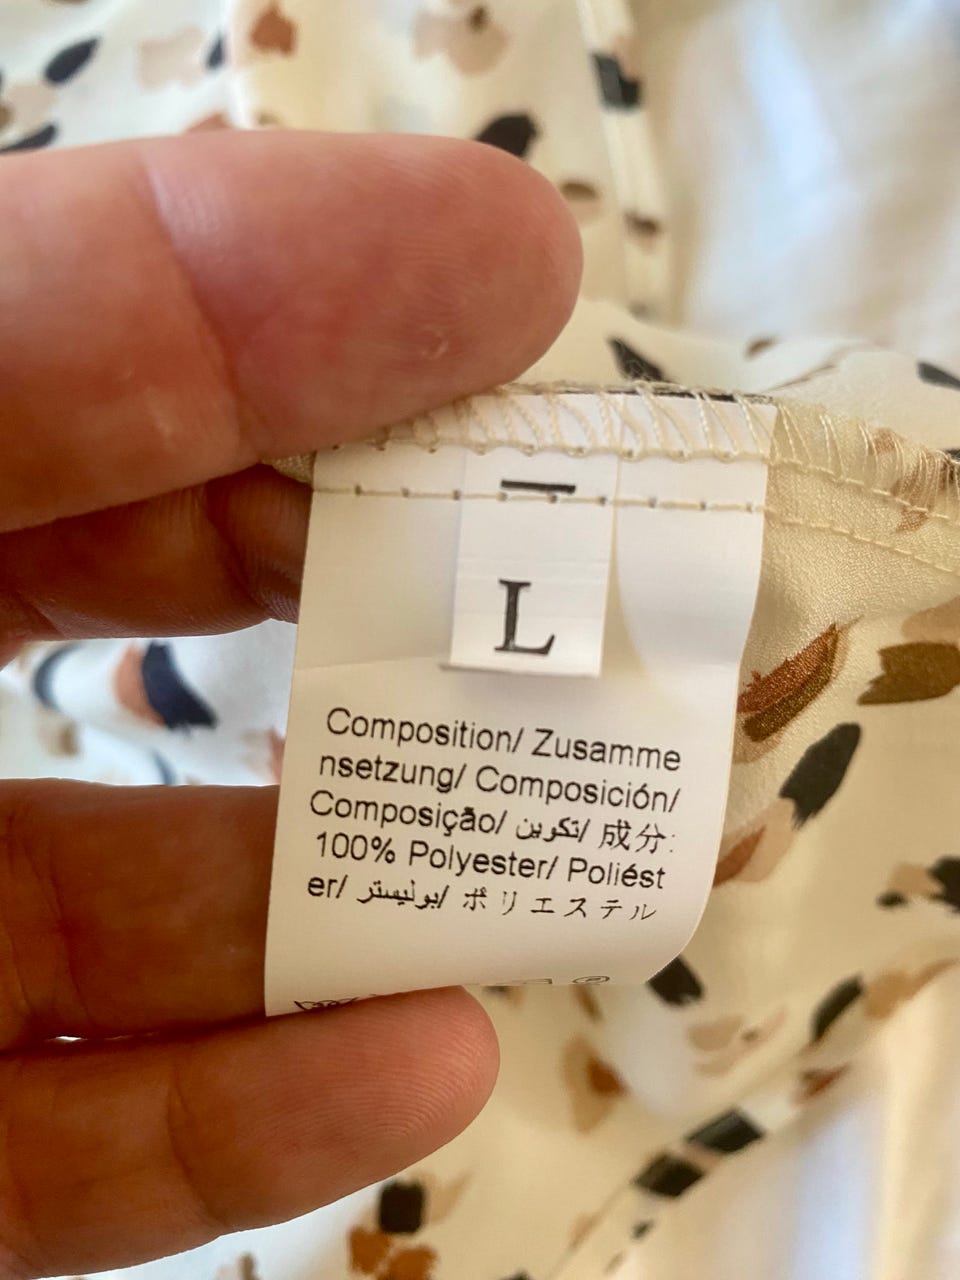 L
Composition/ Zusamme
nsetzung/ Composición/
Composição/ تكوين/ 成分:
100% Polyester/ Poliést
er/ بوليستر/ ポリエステル